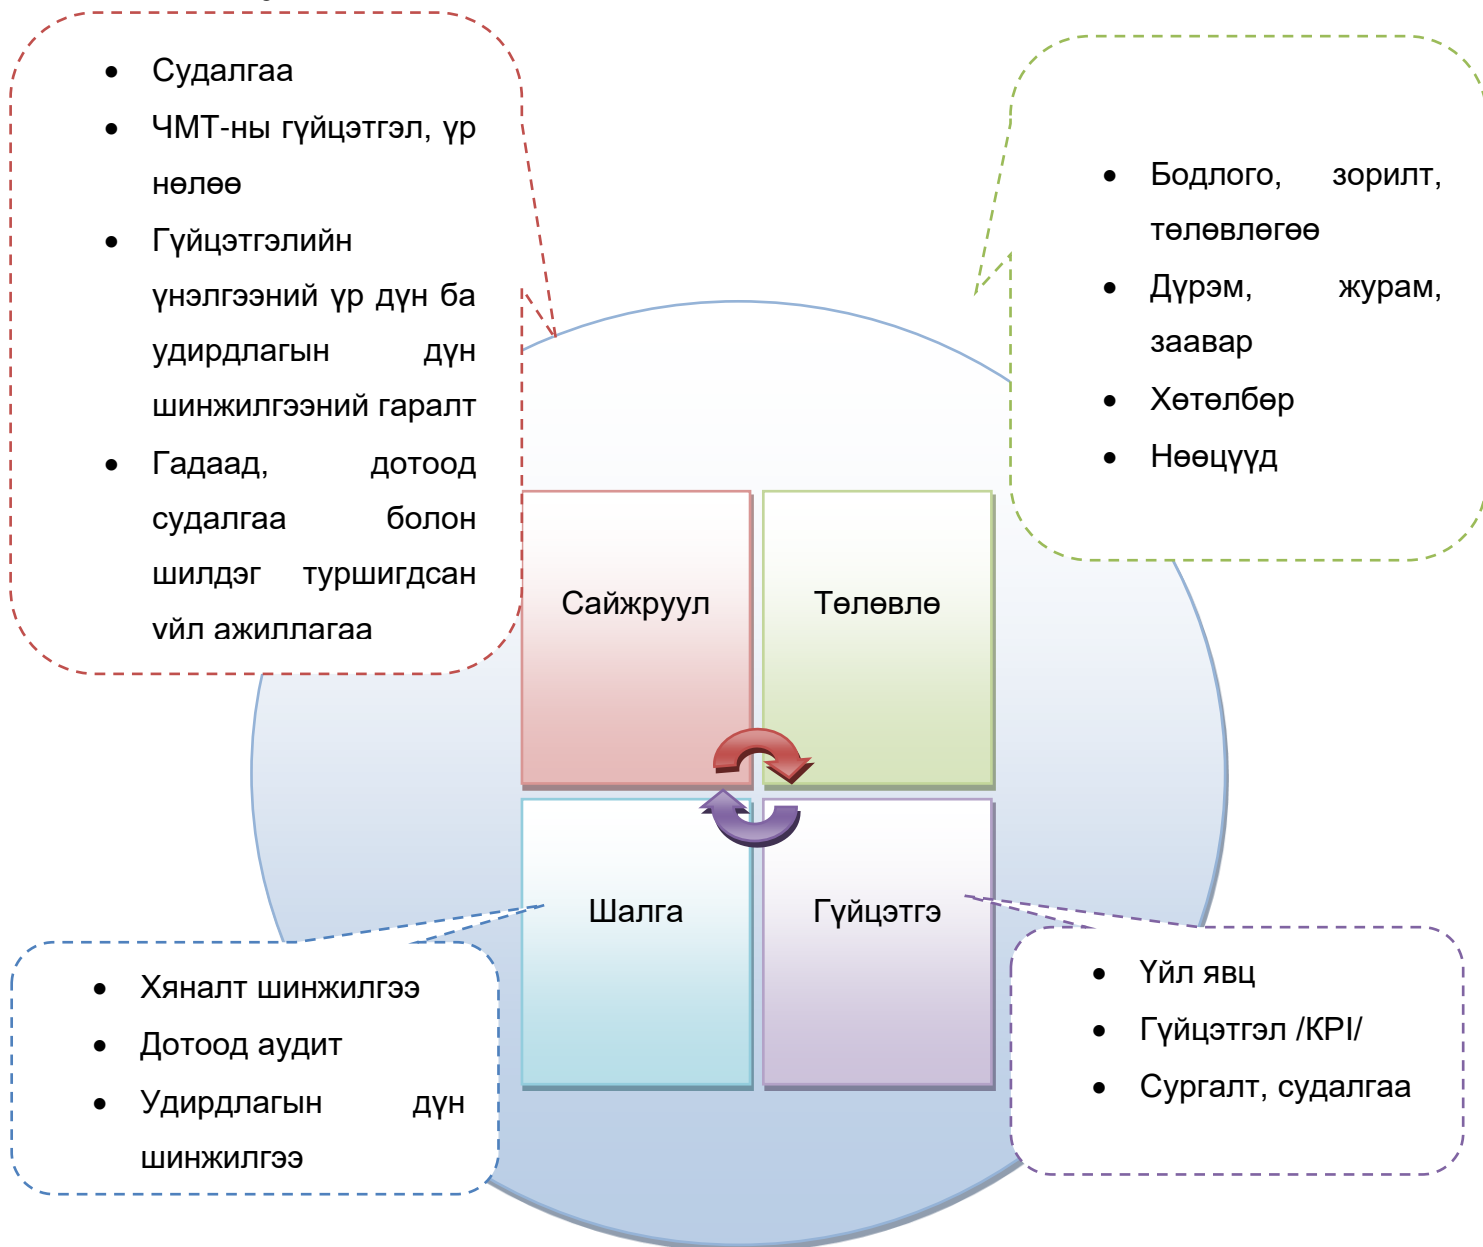 • Судалгаа
• ЧМТ-ны гүйцэтгэл, үр
нөлөө
• Гүйцэтгэлийн
үнэлгээний үр дүн ба
удирдлагын дүн
шинжилгээний гаралт
• Гадаад, дотоод
судалгаа болон
шилдэг туршигдсан
үйл ажиллагаа
• Бодлого, зорилт,
төлөвлөгөө
• Дүрэм, журам,
заавар
• Хөтөлбөр
• Нөөцүүд
Сайжруул
Төлөвлө
Шалга
Гүйцэтгэ
• Хяналт шинжилгээ
• Дотоод аудит
• Удирдлагын дүн
шинжилгээ
• Үйл явц
• Гүйцэтгэл /KPI/
• Сургалт, судалгаа